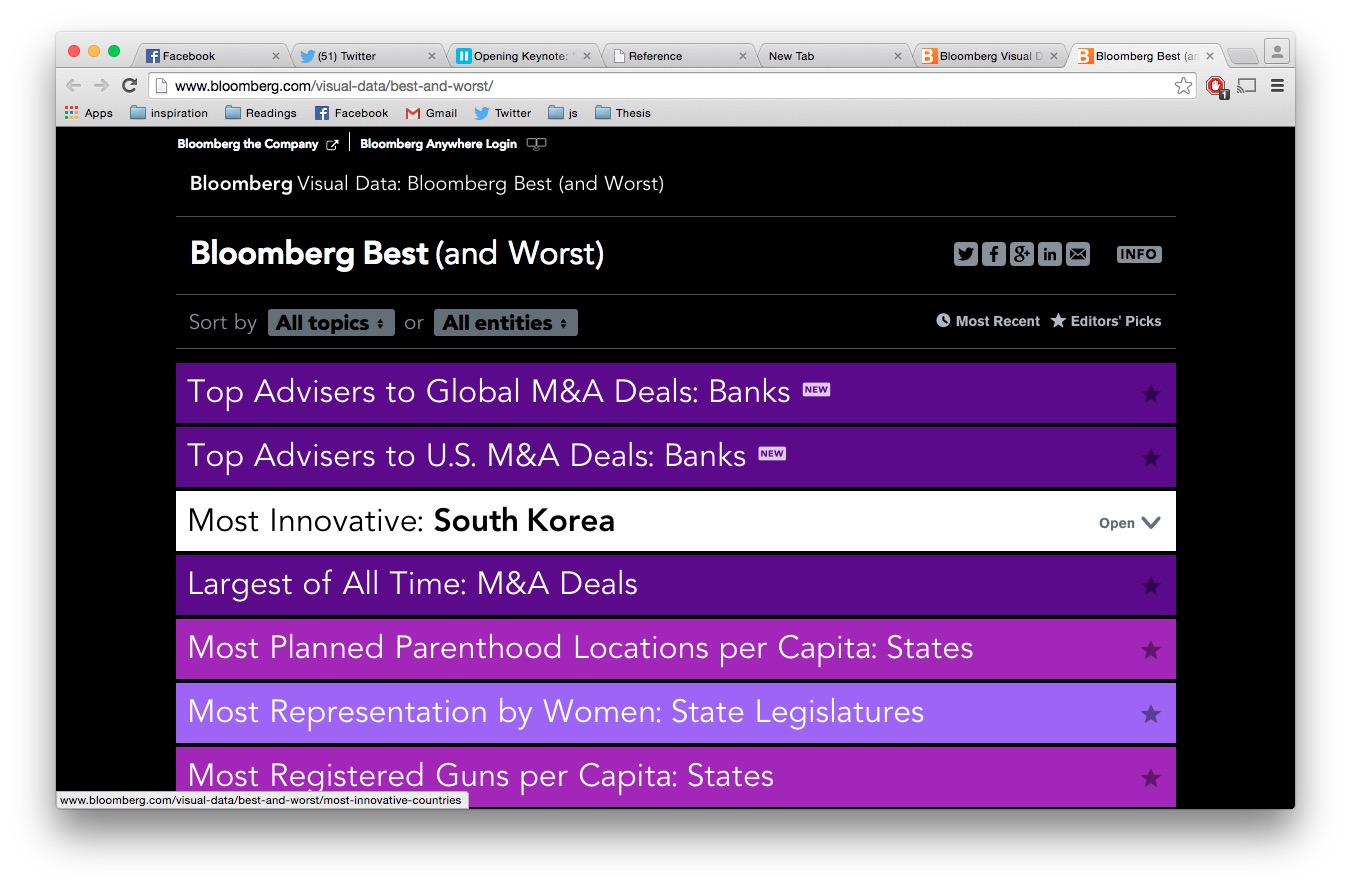 Facebook
(51) Twitter
Opening Keynote: "
Reference
New Tab
Bloomberg Visual D
Bloomberg Best (an
www.bloomberg.com/visual-data/best-and-worst/
1
Apps
inspiration
Readings
Facebook
Gmail
Twitter
js
Thesis
Bloomberg the Company
Bloomberg Anywhere Login
Bloomberg Visual Data: Bloomberg Best (and Worst)
Bloomberg Best (and Worst)
INFO
Sort by All topics or All entities
Most Recent
Editors' Picks
Top Advisers to Global M&A Deals: Banks NEW
Top Advisers to U.S. M&A Deals: Banks NEW
Most Innovative: South Korea
Open
Largest of All Time: M&A Deals
Most Planned Parenthood Locations per Capita: States
Most Representation by Women: State Legislatures
Most Registered Guns per Capita: States
www.bloomberg.com/visual-data/best-and-worst/most-innovative-countries